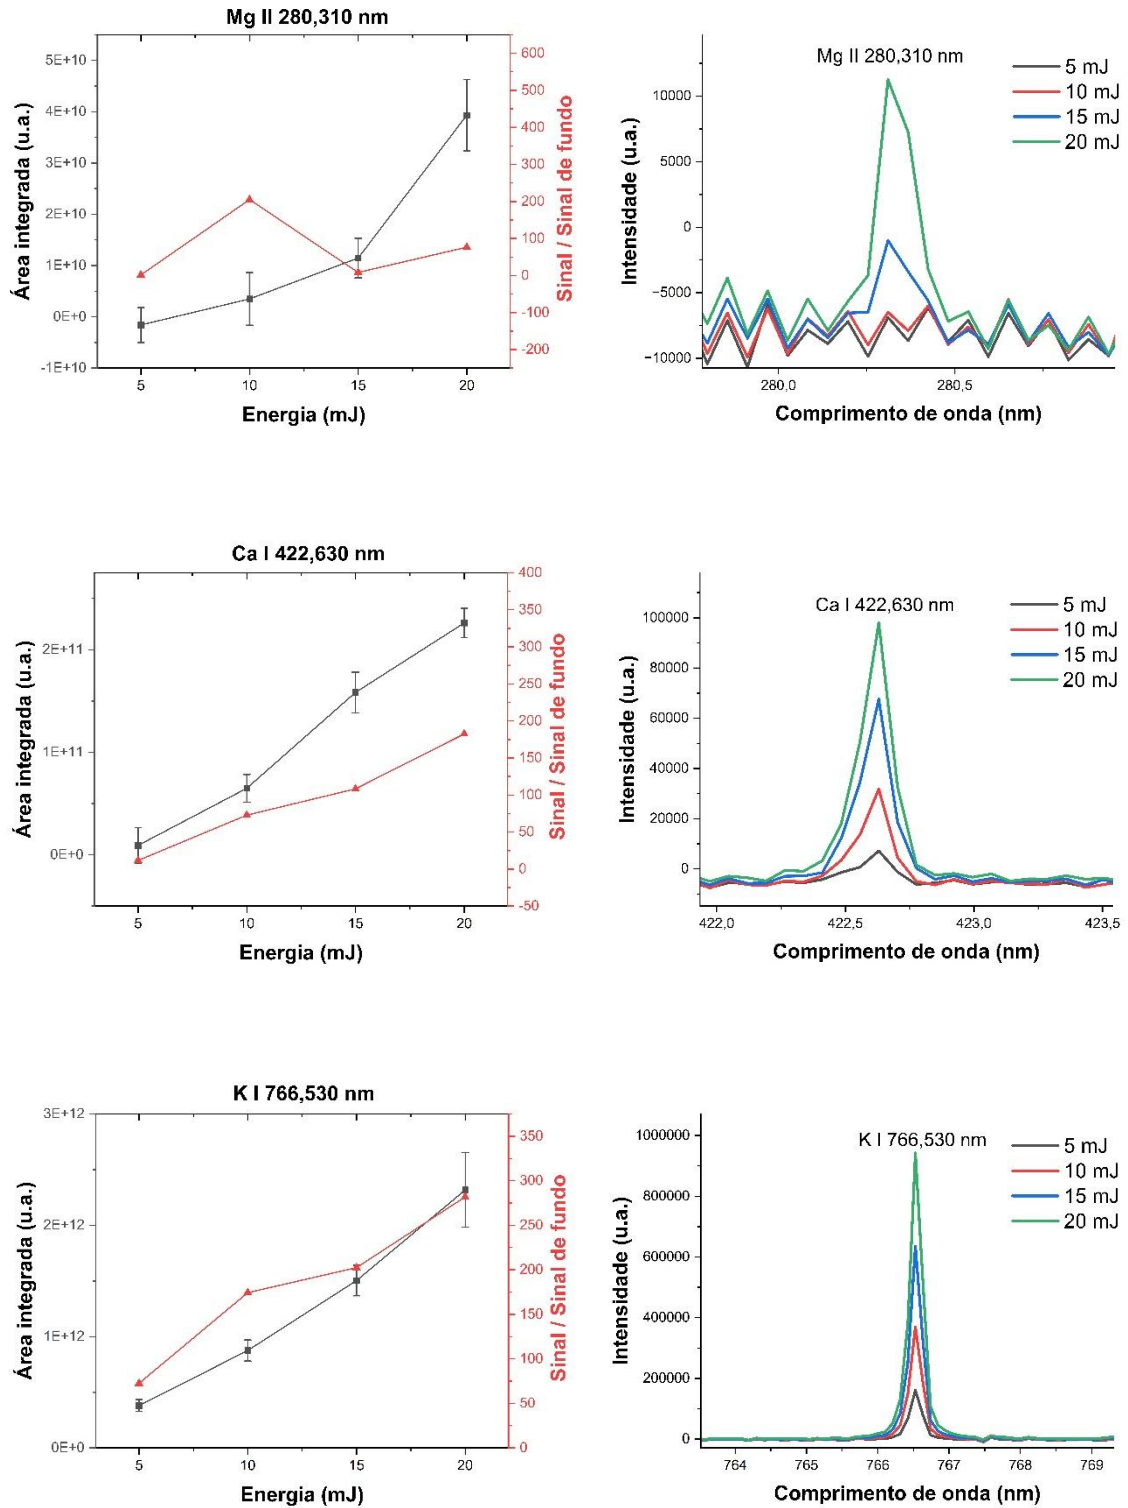 Mg II 280,310 nm
Área integrada (u.a.)
5E+10
4E+10
3E+10
2E+10
1E+10
0E+0
-1E+10
600
500
400
300
200
100
0
-100
-200
Sinal / Sinal de fundo
5 10 15 20
Energia (mJ)
Mg II 280,310 nm
5 mJ
10 mJ
15 mJ
20 mJ
Intensidade (u.a.)
10000
5000
0
−5000
−10000
280,0 280,5
Comprimento de onda (nm)
Ca I 422,630 nm
Área integrada (u.a.)
2E+11
1E+11
0E+0
400
350
300
250
200
150
100
50
0
-50
Sinal / Sinal de fundo
5 10 15 20
Energia (mJ)
Ca I 422,630 nm
5 mJ
10 mJ
15 mJ
20 mJ
Intensidade (u.a.)
100000
80000
60000
40000
20000
0
422,0 422,5 423,0 423,5
Comprimento de onda (nm)
K I 766,530 nm
Área integrada (u.a.)
3E+12
2E+12
1E+12
0E+0
350
300
250
200
150
100
50
0
Sinal / Sinal de fundo
5 10 15 20
Energia (mJ)
K I 766,530 nm
5 mJ
10 mJ
15 mJ
20 mJ
Intensidade (u.a.)
1000000
800000
600000
400000
200000
0
764 765 766 767 768 769
Comprimento de onda (nm)